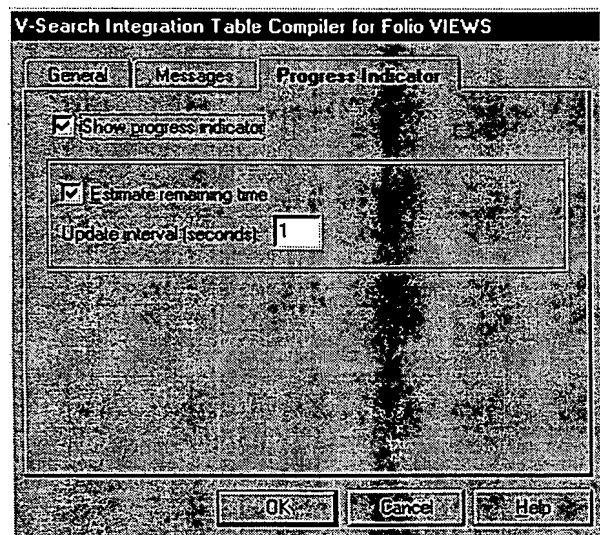 V-Search Integration Table Compiler for Folio VIEWS
General Messages Progress Indicator
Show progress indicator
Estimate remaining time
Update interval (seconds): 1
OK Cancel Help